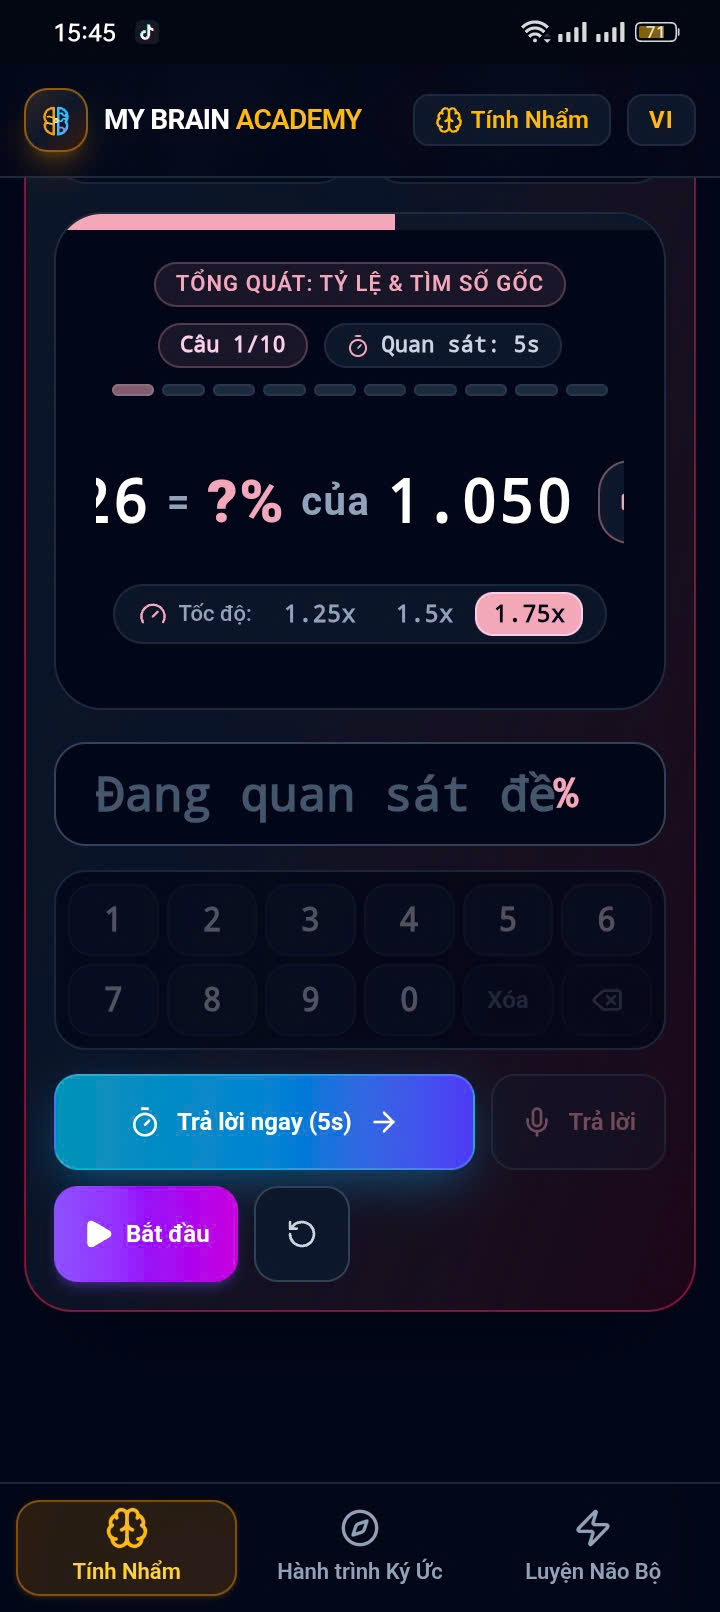 15:45
71
MY BRAIN ACADEMY
Tính Nhẩm
VI
TỔNG QUÁT: TỶ LỆ & TÌM SỐ GỐC
Câu 1/10
Quan sát: 5s
26 = ?% của 1.050
Tốc độ: 1.25x 1.5x 1.75x
Đang quan sát đề%
1 2 3 4 5 6
7 8 9 0 Xóa
Trả lời ngay (5s)
Trả lời
Bắt đầu
Tính Nhẩm
Hành trình Ký Ức
Luyện Não Bộ